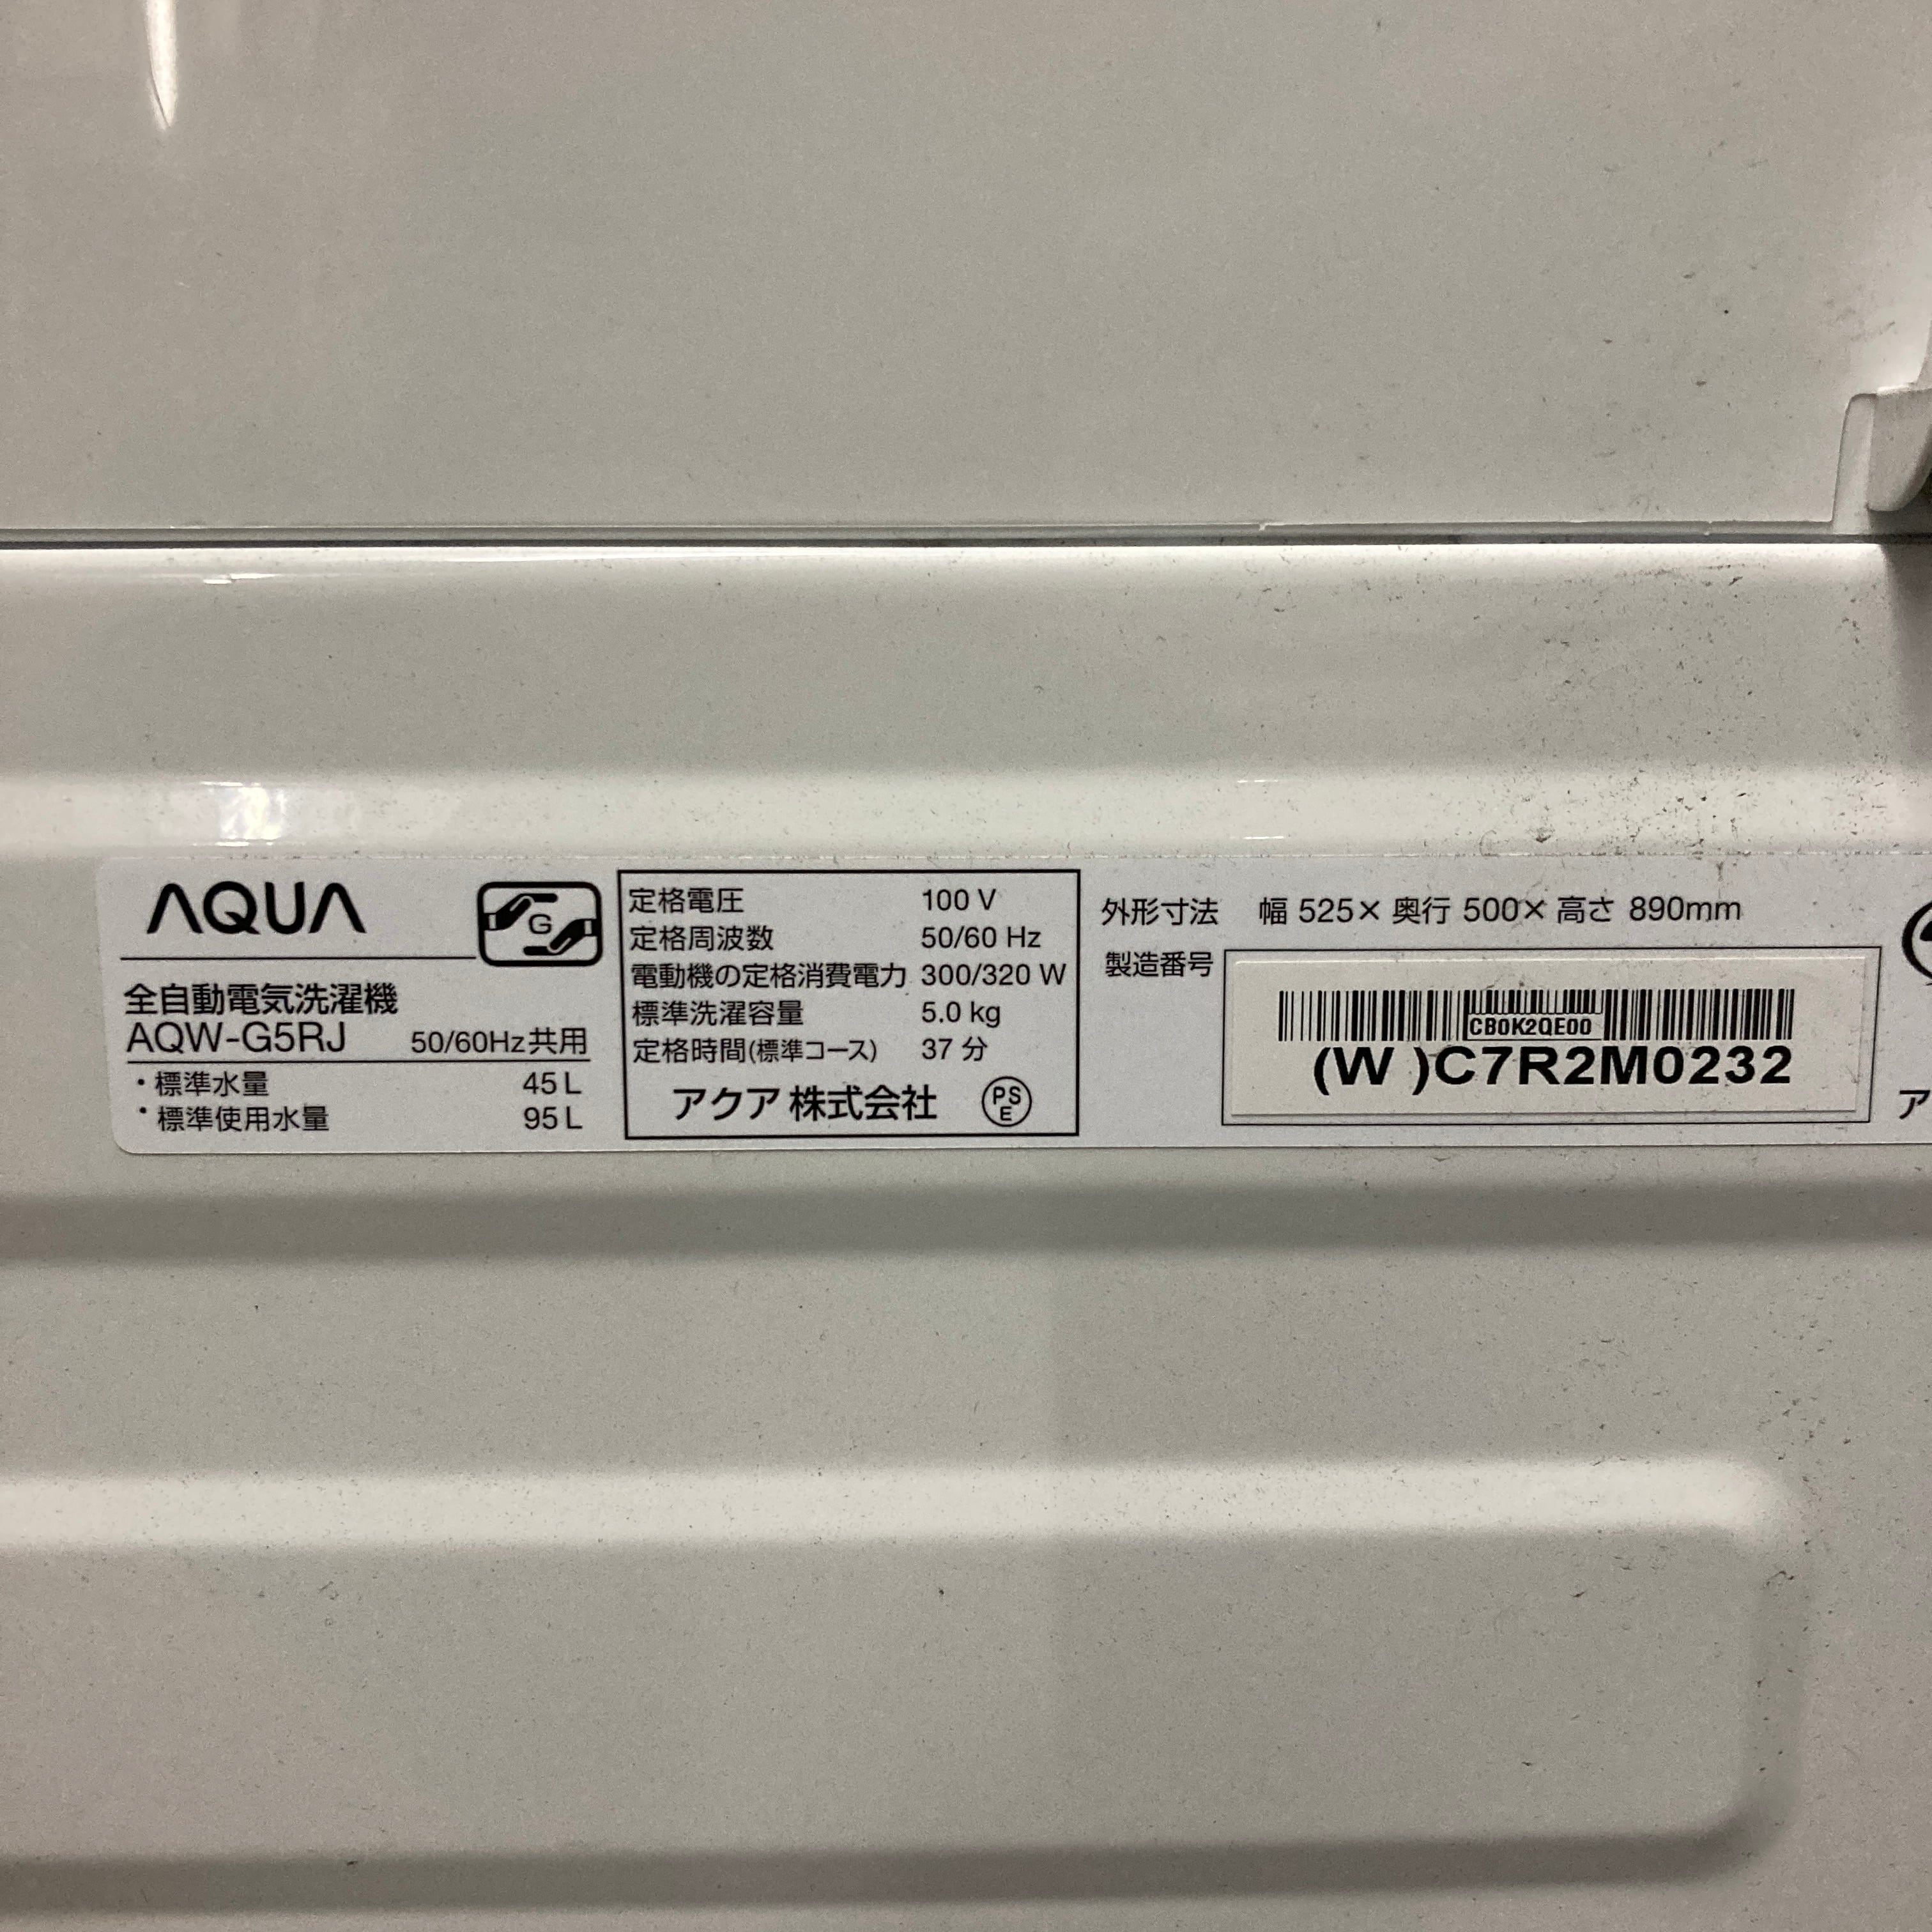 AQUA
G
全自動電気洗濯機
AQW-G5RJ 50/60Hz共用
・標準水量 45L
・標準使用水量 95L
定格電圧 100 V
定格周波数 50/60 Hz
電動機の定格消費電力 300/320 W
標準洗濯容量 5.0 kg
定格時間(標準コース) 37 分
アクア 株式会社 PSE
外形寸法 幅 525× 奥行 500× 高さ 890mm
製造番号
CB0K2QE00
(W )C7R2M0232
ア